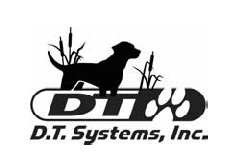 DT
D.T. Systems, Inc.